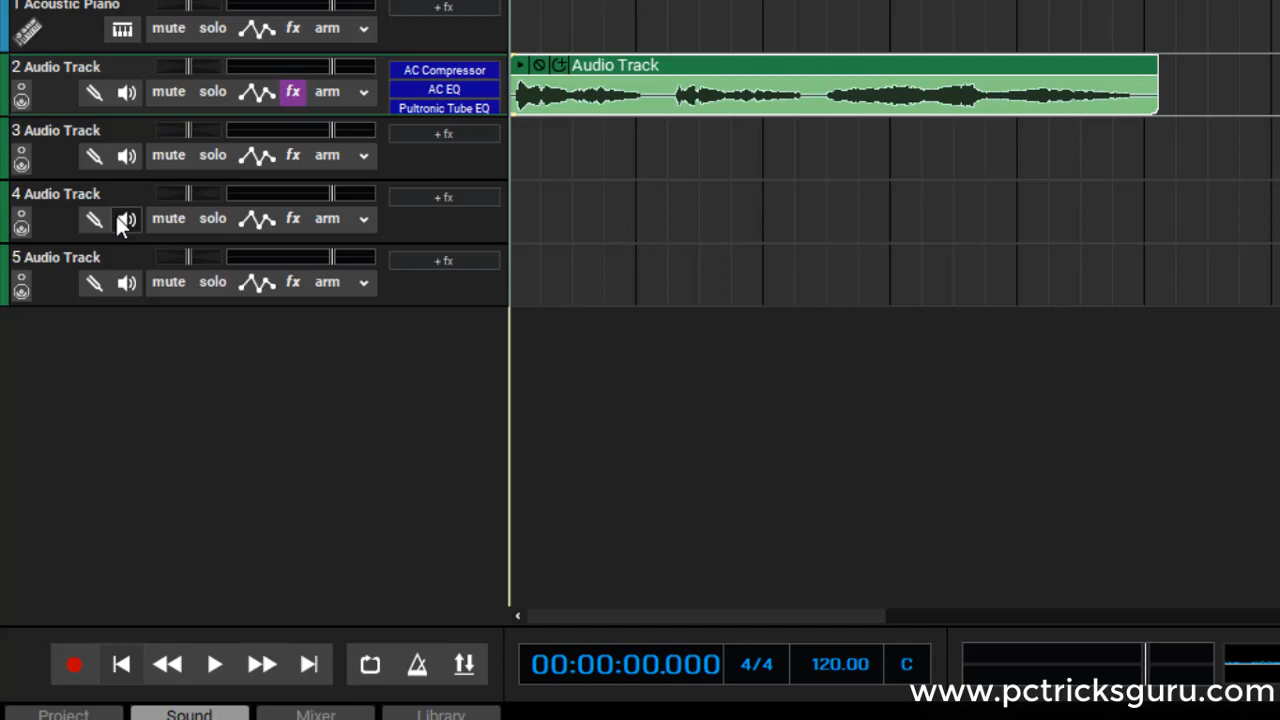 1 Acoustic Piano
+ fx
mute solo fx arm
2 Audio Track
AC Compressor
Audio Track
mute solo fx arm
AC EQ
Pultronic Tube EQ
3 Audio Track
+ fx
mute solo fx arm
4 Audio Track
+ fx
mute solo fx arm
5 Audio Track
+ fx
mute solo fx arm
00:00:00.000 4/4 120.00 C
www.pctricksguru.com
Project Sound Mixer Library